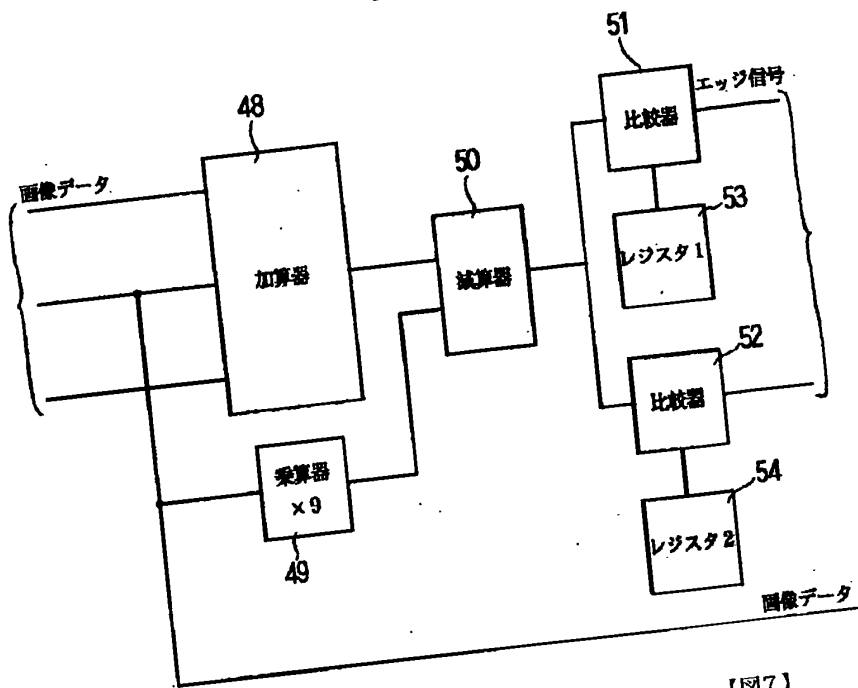 51
エッジ信号
比較器
48
50
53
画像データ
レジスタ1
加算器
減算器
52
比較器
乗算器
×9
54
49
レジスタ2
画像データ
【図7】